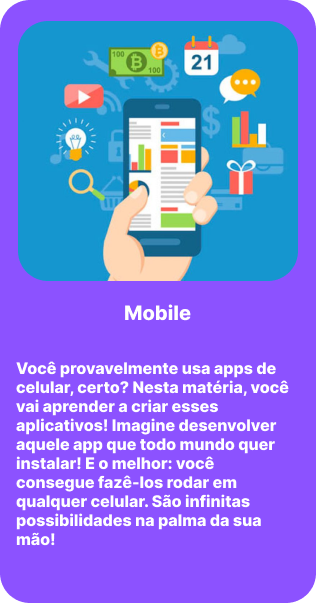 100
100
21
Mobile
Você provavelmente usa apps de
celular, certo? Nesta matéria, você
vai aprender a criar esses
aplicativos! Imagine desenvolver
aquele app que todo mundo quer
instalar! E o melhor: você
consegue fazê-los rodar em
qualquer celular. São infinitas
possibilidades na palma da sua
mão!